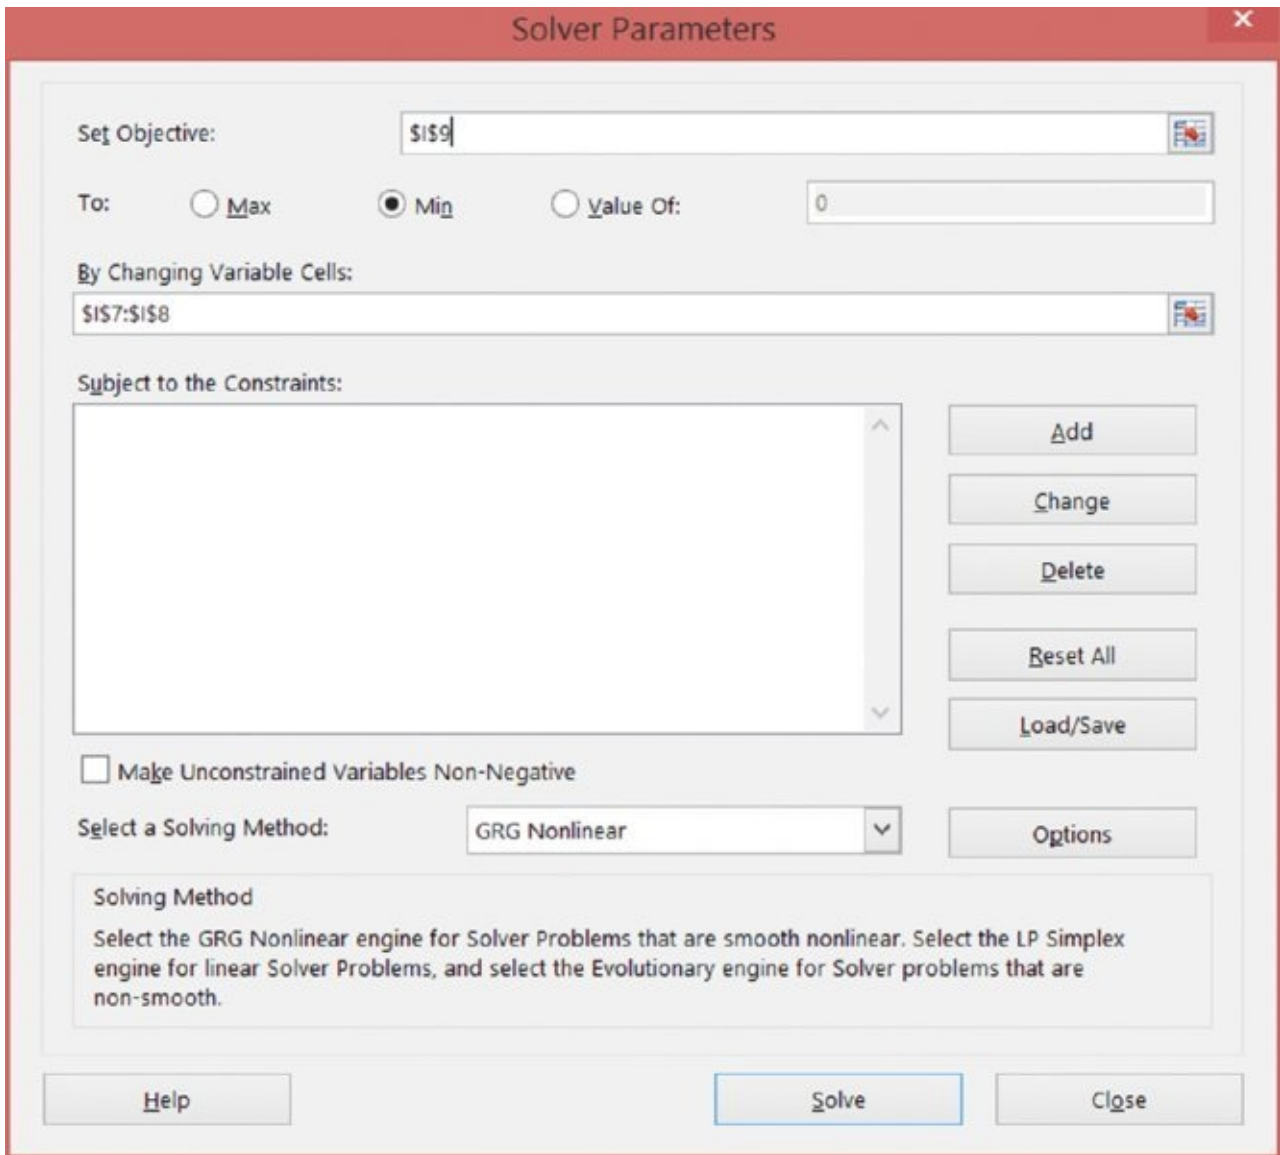 Solver Parameters
Set Objective:
$I$9
To:
Max
Min
Value Of:
0
By Changing Variable Cells:
$I$7:$I$8
Subject to the Constraints:
Add
Change
Delete
Reset All
Load/Save
Make Unconstrained Variables Non-Negative
Select a Solving Method:
GRG Nonlinear
Options
Solving Method
Select the GRG Nonlinear engine for Solver Problems that are smooth nonlinear. Select the LP Simplex
engine for linear Solver Problems, and select the Evolutionary engine for Solver problems that are
non-smooth.
Help
Solve
Close